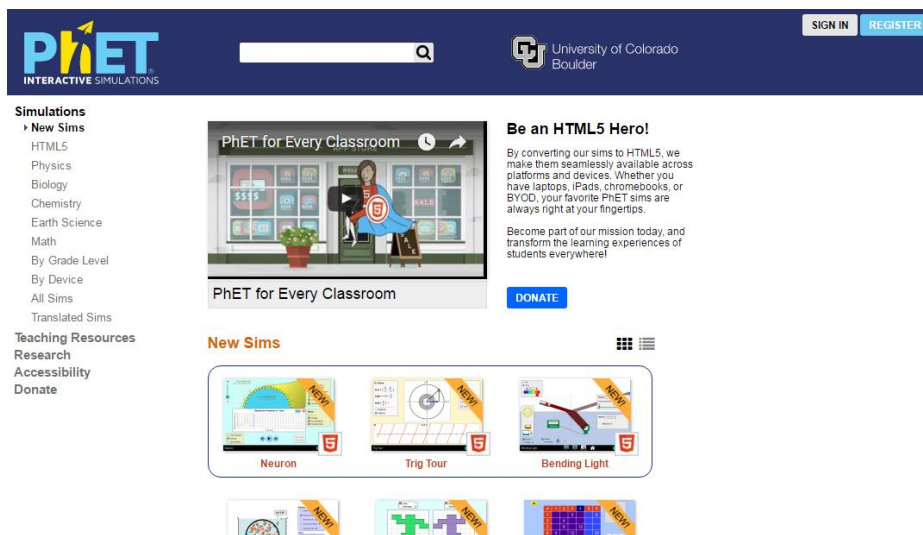 SIGN IN REGISTER
PhET
INTERACTIVE SIMULATIONS
CU University of Colorado
Boulder
Simulations
New Sims
HTML5
Physics
Biology
Chemistry
Earth Science
Math
By Grade Level
By Device
All Sims
Translated Sims
Teaching Resources
Research
Accessibility
Donate
PhET for Every Classroom
SALE
PhET for Every Classroom
Be an HTML5 Hero!
By converting our sims to HTML5, we
make them seamlessly available across
platforms and devices. Whether you
have laptops, iPads, chromebooks, or
BYOD, your favorite PhET sims are
always right at your fingertips.
Become part of our mission today, and
transform the learning experiences of
students everywhere!
DONATE
New Sims
NEW! NEW! NEW!
5 5 5
Neuron Trig Tour Bending Light
NEW! NEW! NEW!